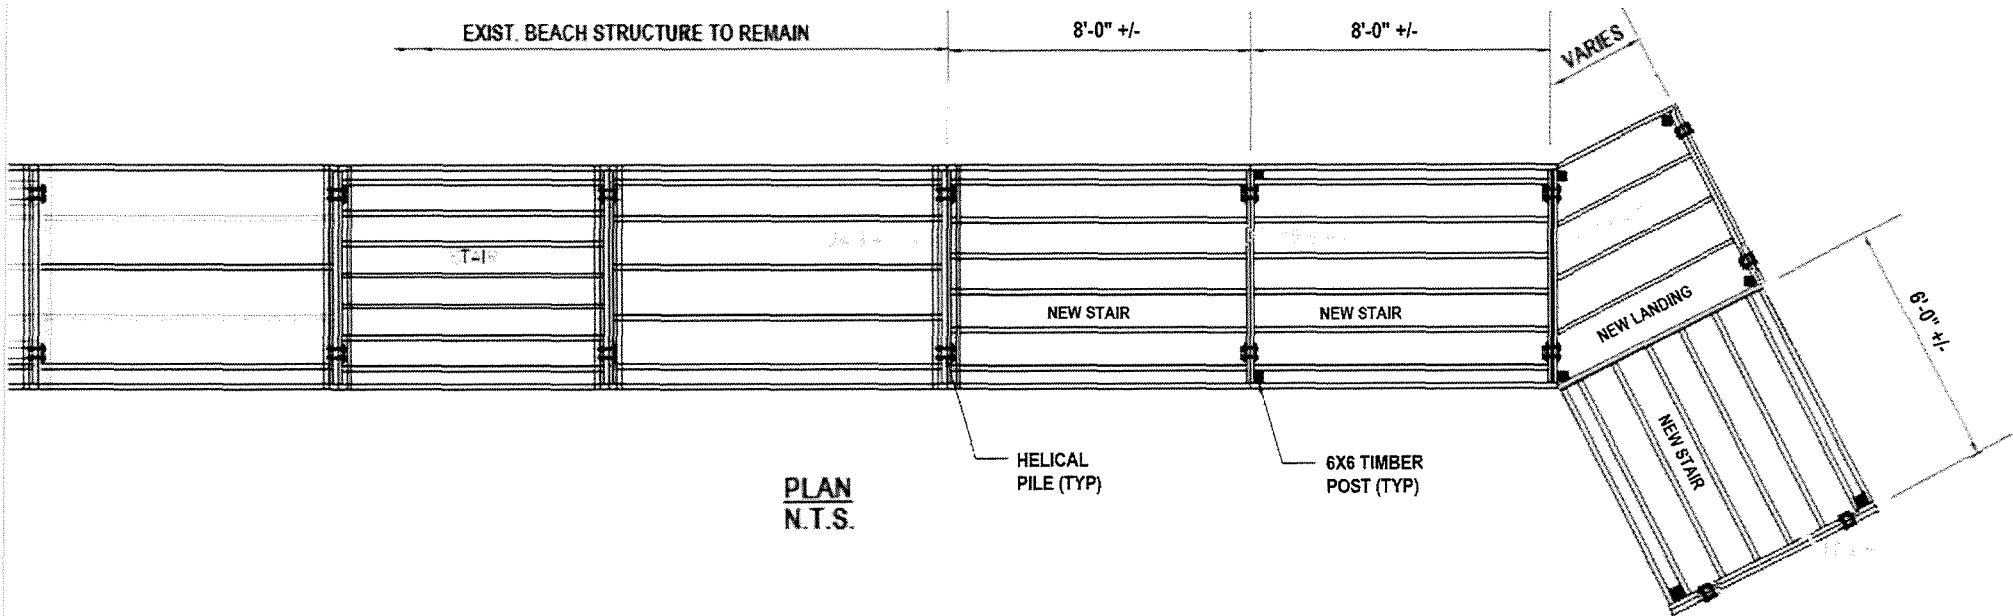 EXIST. BEACH STRUCTURE TO REMAIN
8'-0" +/-
8'-0" +/-
VARIES
NEW STAIR
NEW STAIR
NEW LANDING
6'-0" +/-
NEW STAIR
HELICAL
PILE (TYP)
6X6 TIMBER
POST (TYP)
PLAN
N.T.S.